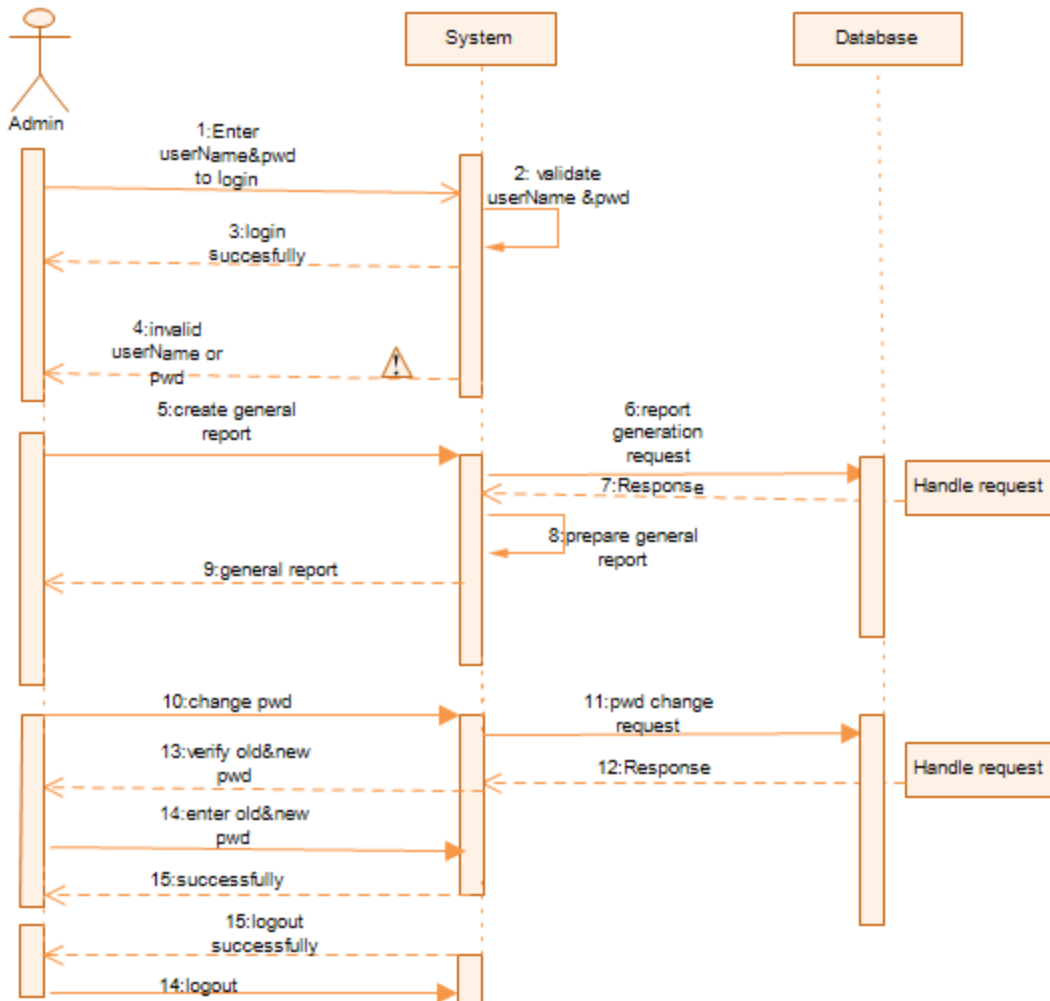 System
Database
Admin
1:Enter
userName&pwd
to login
2: validate
userName &pwd
3:login
succesfully
4:invalid
userName or
pwd
!
5:create general
report
6:report
generation
request
7:Response
Handle request
8:prepare general
report
9:general report
10:change pwd
11:pwd change
request
13:verify old&new
pwd
12:Response
Handle request
14:enter old&new
pwd
15:successfully
15:logout
successfully
14:logout